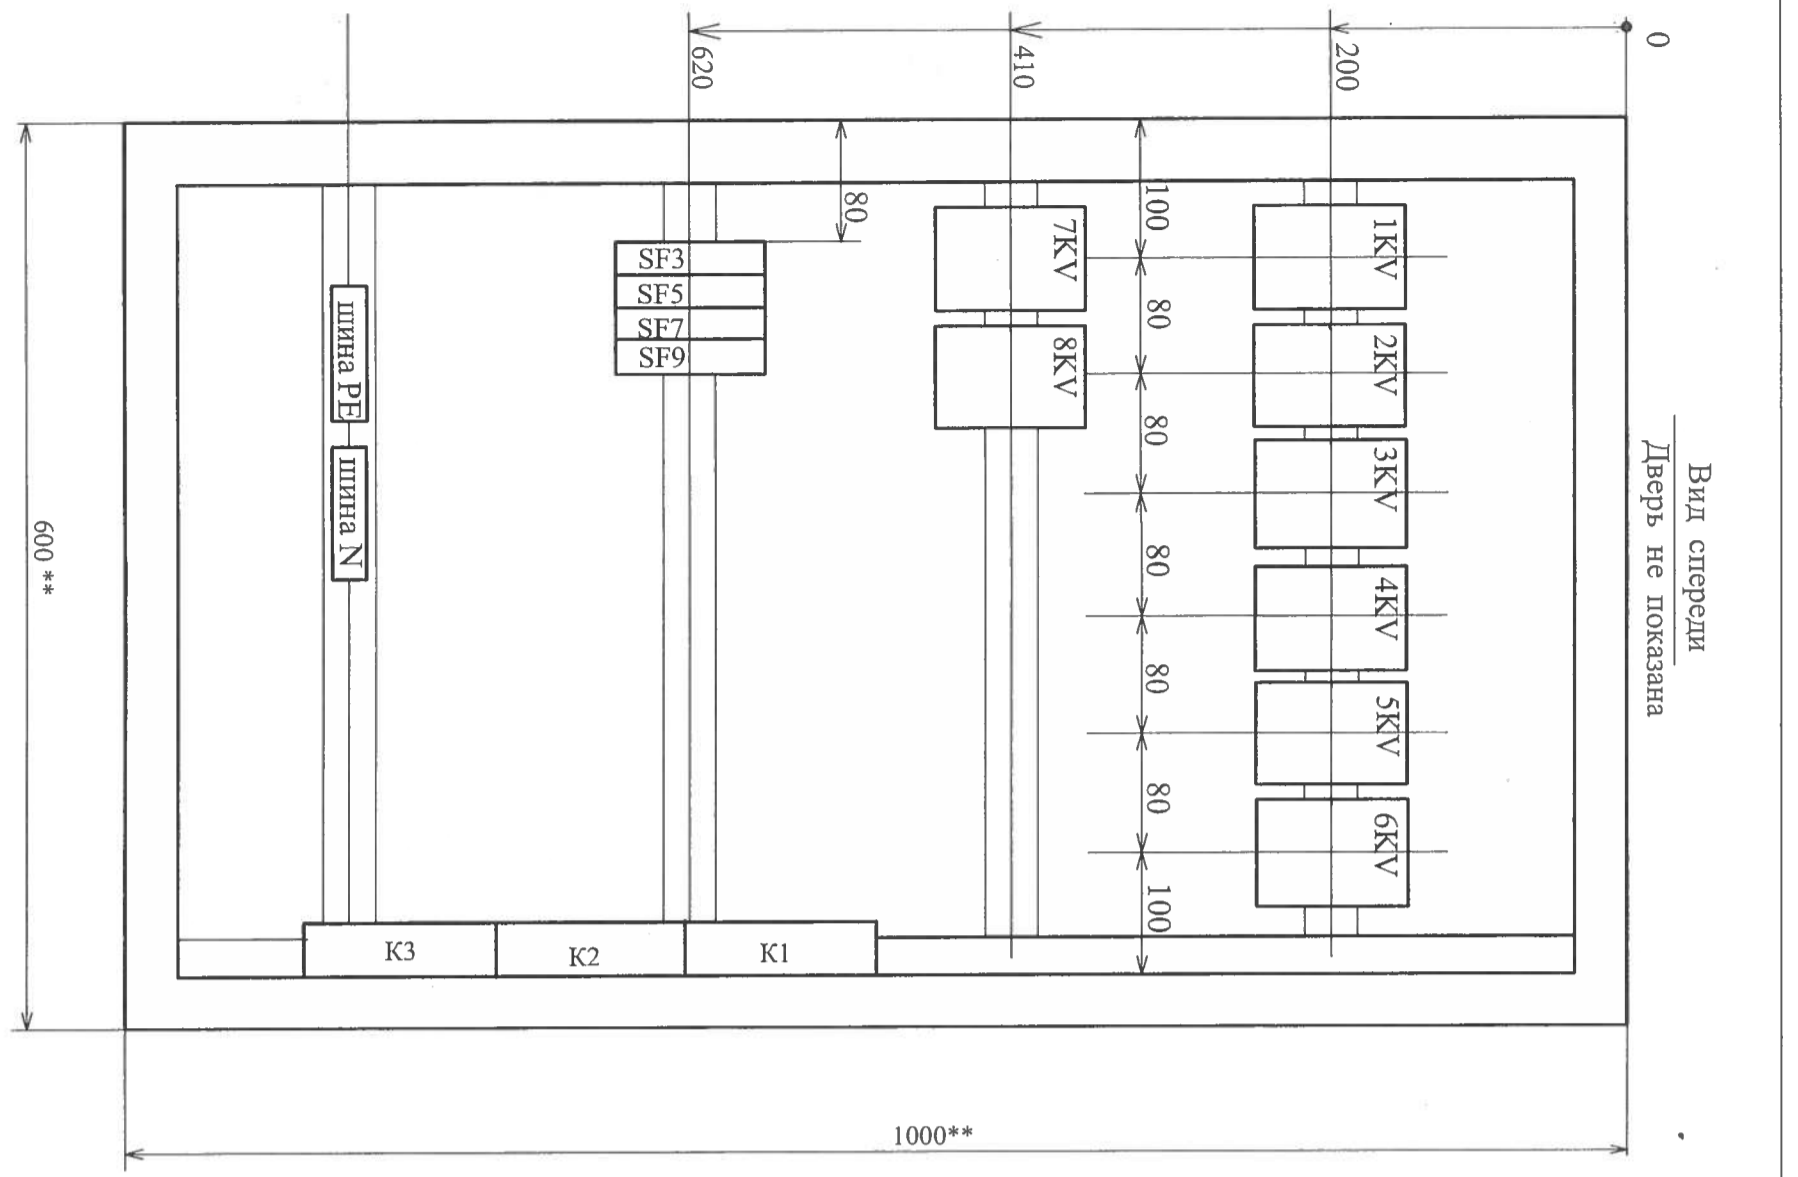 Вид спереди
Дверь не показана
0
200
410
620
1KV
2KV
3KV
4KV
5KV
6KV
100
80
80
80
80
80
100
7KV
8KV
80
SF3
SF5
SF7
SF9
шина PE
шина N
K1
K2
K3
600 **
1000**